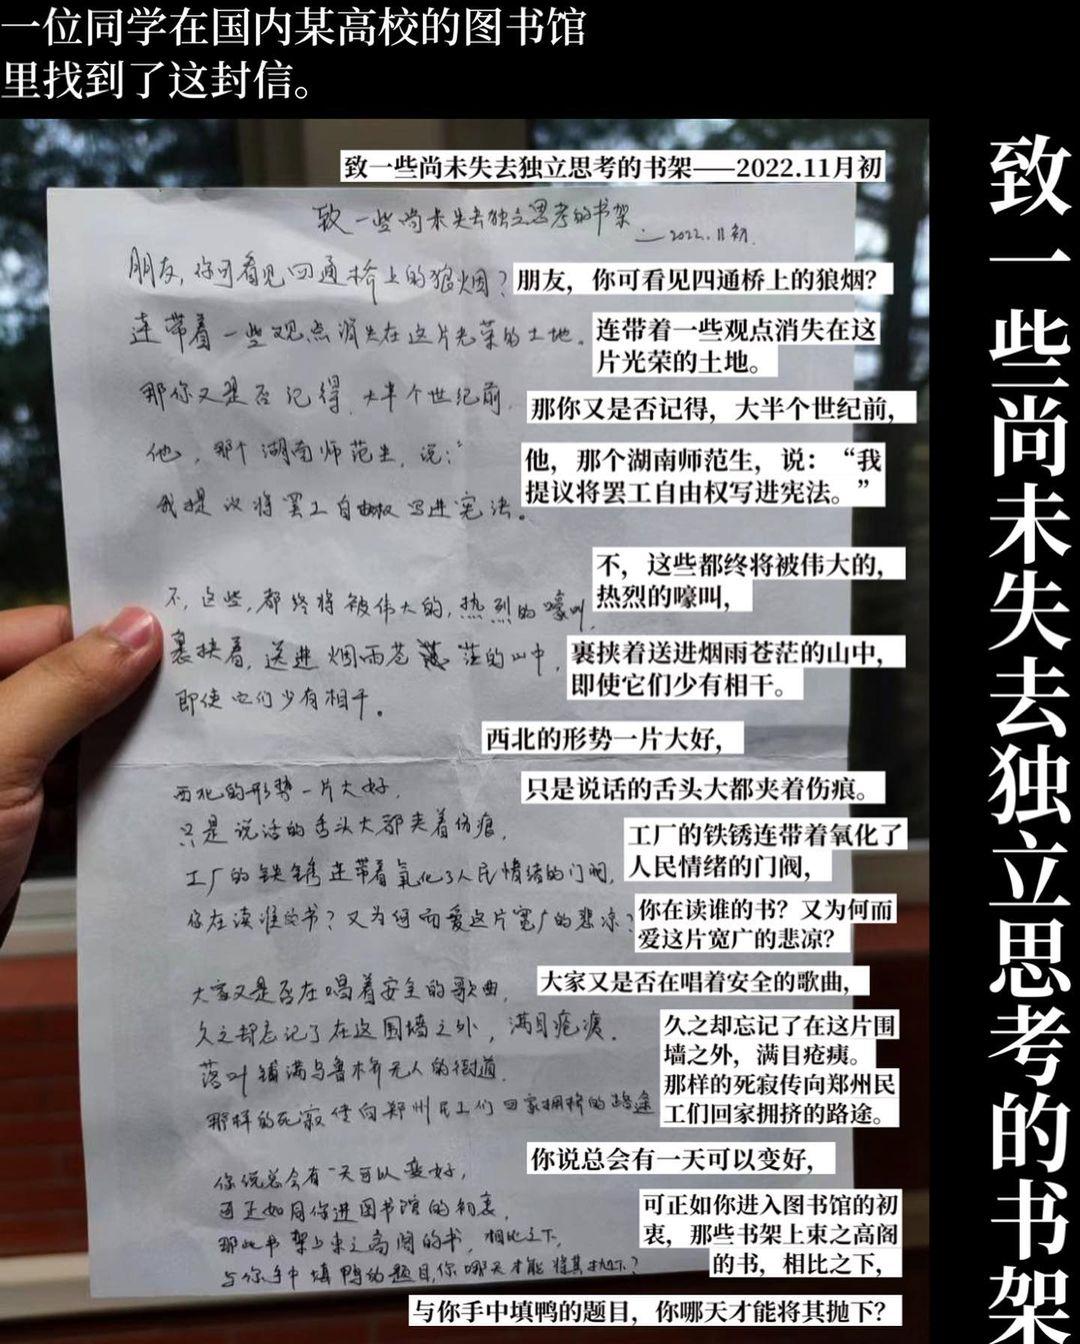 一位同学在国内某高校的图书馆
里找到了这封信。
致一些尚未失去独立思考的书架
致一些尚未失去独立思考的书架——2022.11月初
致一些尚未失去独立思考的书架
——2022.11初.
朋友,你可看见四通桥上的狼烟?
朋友，你可看见四通桥上的狼烟？
连带着一些观点消失在这片光荣的土地。
连带着一些观点消失在这
片光荣的土地。
那你又是否记得,大半个世纪前,
那你又是否记得，大半个世纪前，
他,那个湖南师范生,说:“
我提议将罢工自由权写进宪法。
他，那个湖南师范生，说：“我
提议将罢工自由权写进宪法。”
不,这些,都终将被伟大的,热烈的嚎叫,
不，这些都终将被伟大的，
热烈的嚎叫，
裹挟着,送进烟雨苍茫的山中,
即使它们少有相干。
裹挟着送进烟雨苍茫的山中，
即使它们少有相干。
西北的形势一片大好，
西北的形势一片大好,
只是说话的舌头大都夹着伤痕。
只是说话的舌头大都夹着伤痕,
工厂的铁锈连带着氧化了
人民情绪的门阀，
工厂的铁锈连带着氧化了人民情绪的门阀,
你在读谁的书?又为何而爱这片宽广的悲凉?
你在读谁的书？又为何而
爱这片宽广的悲凉？
大家又是否在唱着安全的歌曲,
大家又是否在唱着安全的歌曲，
久之却忘记了在这围墙之外,满目疮痍.
久之却忘记了在这片围
墙之外，满目疮痍。
落叶铺满乌鲁木齐无人的街道.
那样的死寂传向郑州民工们回家拥挤的路途
那样的死寂传向郑州民
工们回家拥挤的路途。
你说总会有一天可以变好，
你说总会有一天可以变好,
可正如同你进图书馆的初衷,
那些书架上束之高阁的书,相比之下,
与你手中填鸭的题目,你哪天才能将其抛下?
可正如你进入图书馆的初
衷，那些书架上束之高阁
的书，相比之下，
与你手中填鸭的题目，你哪天才能将其抛下？